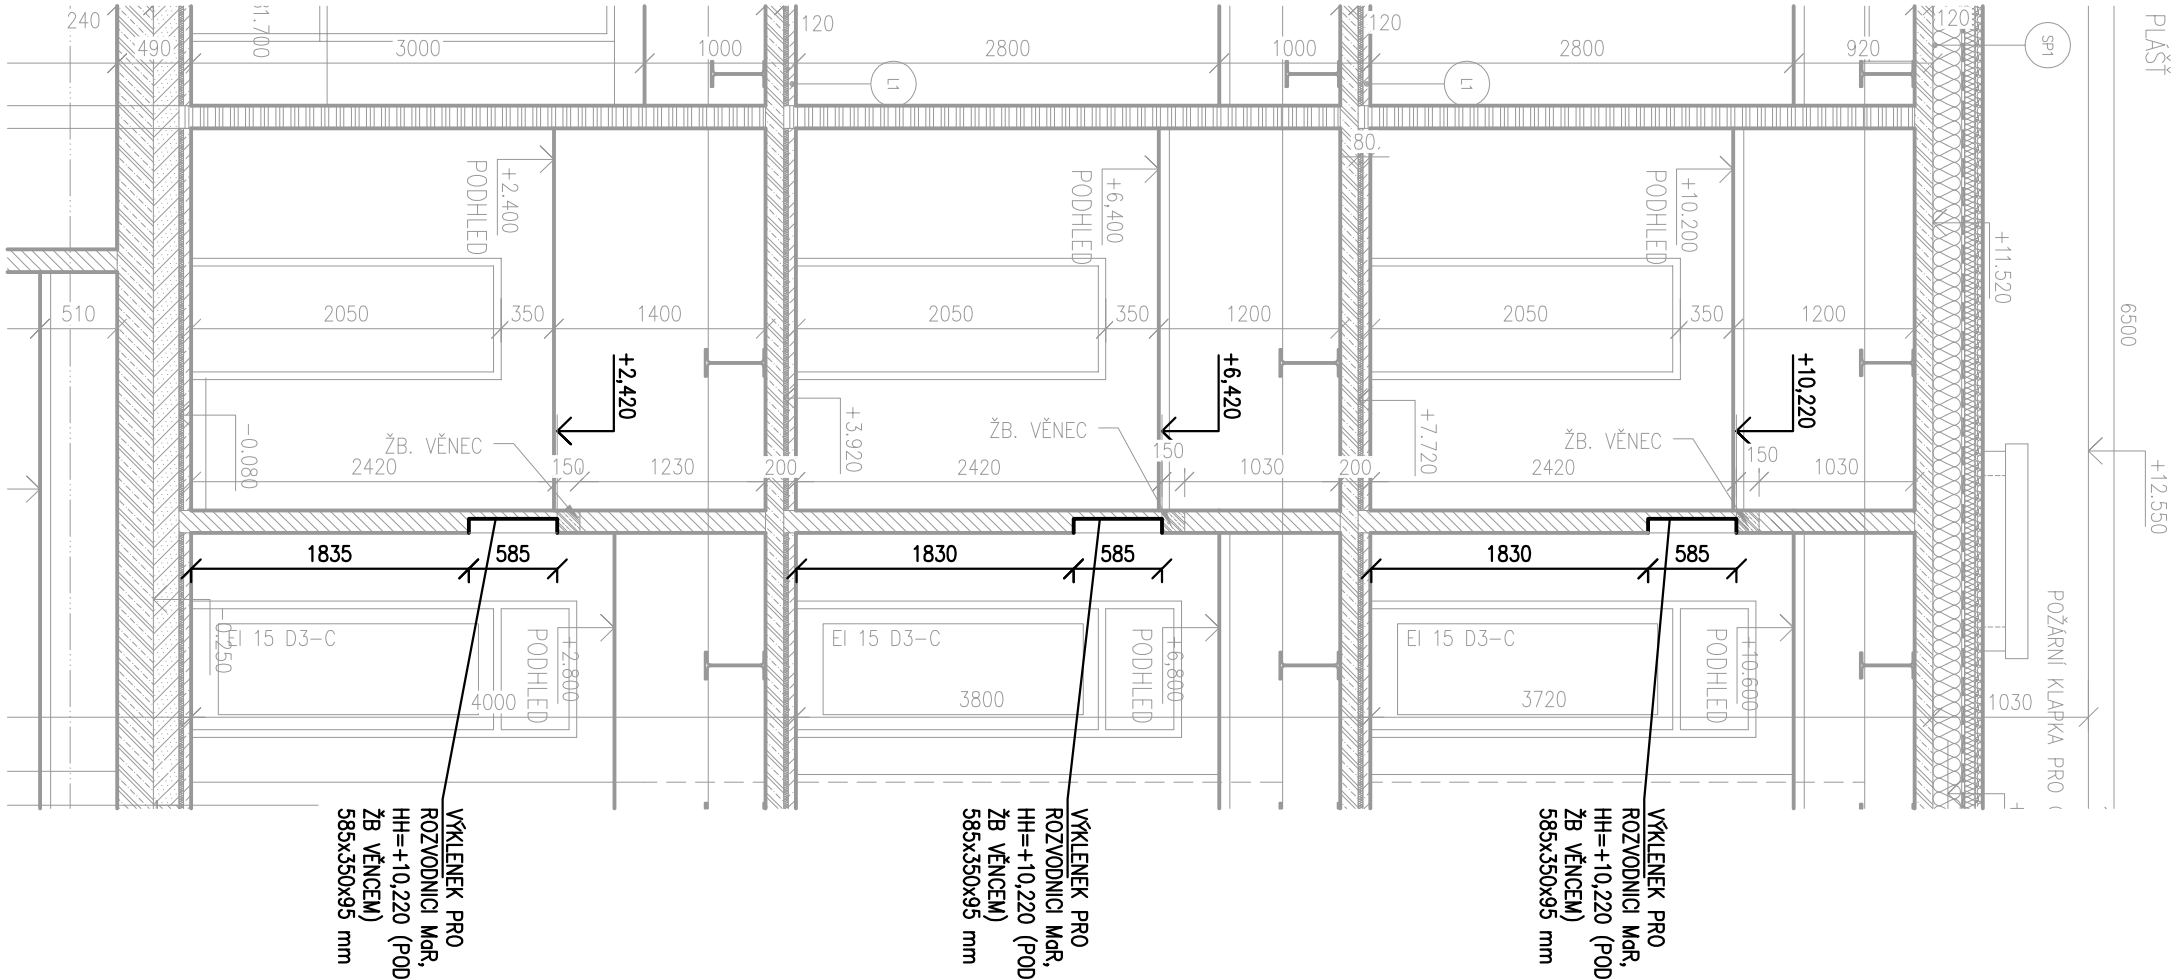 240
490
31.700
3000
1000
120
2800
1000
120
2800
920
120
SP1
PLÁŠŤ
L1
L1
80.
+2.400
PODHLED
+6,400
PODHLED
+10.200
PODHLED
+11.520
6500
510
2050
350
1400
2050
350
1200
2050
350
1200
+2,420
+6,420
+10,220
-0.080
ŽB. VĚNEC
+3.920
ŽB. VĚNEC
+7.720
ŽB. VĚNEC
+12.550
2420
150
1230
200
2420
150
1030
200
2420
150
1030
1835
585
1830
585
1830
585
-0.250
EI 15 D3-C
+2.800
PODHLED
EI 15 D3-C
+6,800
PODHLED
EI 15 D3-C
+10.600
PODHLED
4000
3800
3720
1030
POŽÁRNÍ KLAPKA PRO
VÝKLENEK PRO
ROZVODNICI MaR,
HH=+10,220 (POD
ŽB VĚNCEM)
585x350x95 mm
VÝKLENEK PRO
ROZVODNICI MaR,
HH=+10,220 (POD
ŽB VĚNCEM)
585x350x95 mm
VÝKLENEK PRO
ROZVODNICI MaR,
HH=+10,220 (POD
ŽB VĚNCEM)
585x350x95 mm